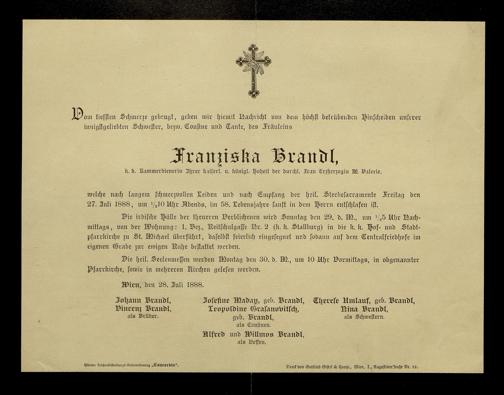 Vom tiefsten Schmerze gebeugt, geben wir hiemit Nachricht von dem höchst betrübenden Hinscheiden unserer
innigstgeliebten Schwester, bezw. Cousine und Tante, des Fräuleins
Franziska Brandl,
k. k. Kammerdienerin Ihrer kaiserl. u. königl. Hoheit der durchl. Frau Erzherzogin M. Valerie,
welche nach langem schmerzvollen Leiden und nach Empfang der heil. Sterbesacramente Freitag den
27. Juli 1888, um Uhr Abends, im 58. Lebensjahre sanft in dem Herrn entschlafen ist.
Die irdische Hülle der theueren Verblichenen wird Sonntag den 29. d. M., um Uhr Nach-
mittags, von der Wohnung: 1. Bez., Reitschulgasse Nr. 2 (k. k. Stallburg) in die k. k. Hof- und Stadt-
pfarrkirche zu St. Michael überführt, daselbst feierlich eingesegnet und sodann auf dem Centralfriedhofe im
eigenen Grabe zur ewigen Ruhe bestattet werden.
Die heil. Seelenmessen werden Montag den 30. d. M., um 10 Uhr Vormittags, in obgenannter
Pfarrkirche, sowie in mehreren Kirchen gelesen werden.
Wien, den 28. Juli 1888.
Johann Brandl,
Vincenz Brandl,
als Brüder.
Josefine Maday, geb. Brandl,
Leopoldine Grasanovitsch,
geb. Brandl,
als Cousinen.
Therese Umlauf, geb. Brandl,
Nina Brandl,
als Schwestern.
Alfred und Willmos Brandl,
als Neffen.
"Concordia".
Wien, I., Augustinerstraße Nr. 12.